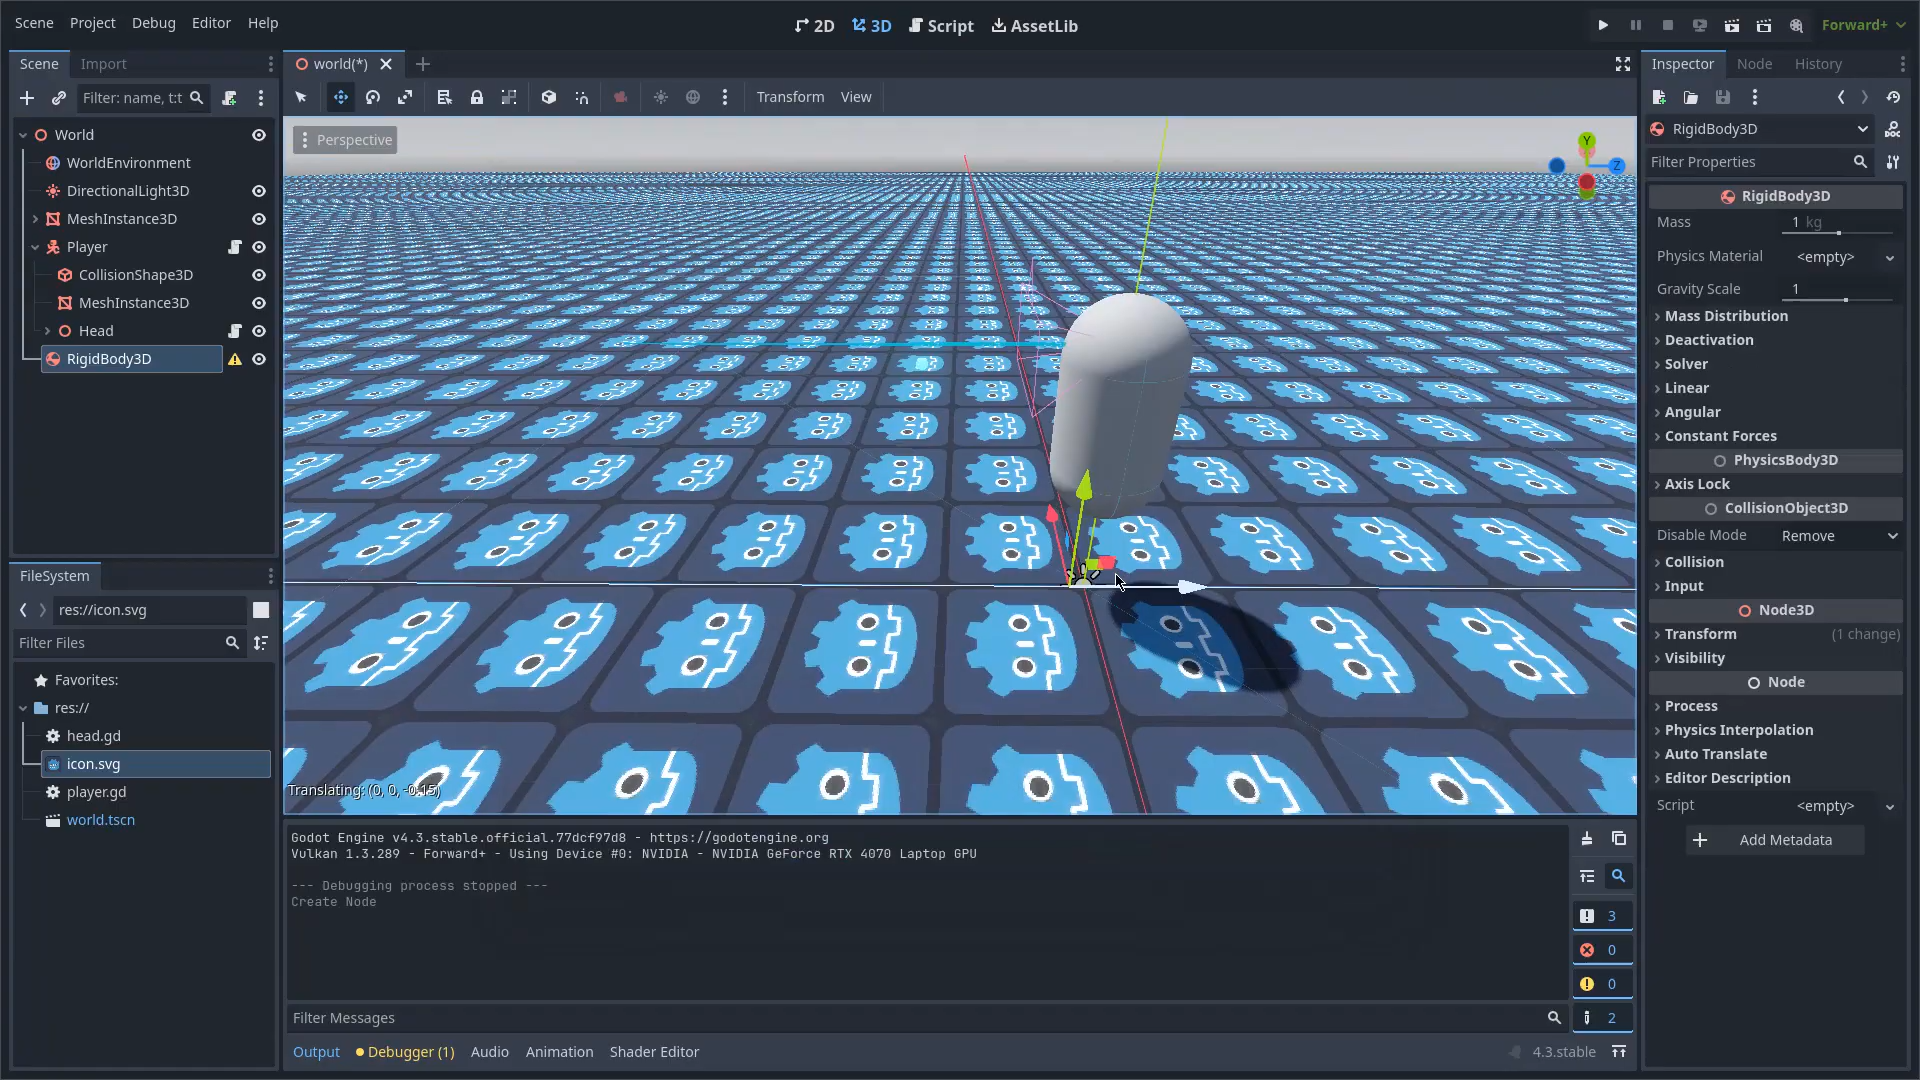 Scene Project Debug Editor Help
2D 3D Script AssetLib
Forward+
Scene Import
Filter: name, t:t
World
WorldEnvironment
DirectionalLight3D
MeshInstance3D
Player
CollisionShape3D
MeshInstance3D
Head
RigidBody3D
FileSystem
res://icon.svg
Filter Files
Favorites:
res://
head.gd
icon.svg
player.gd
world.tscn
world(*)
Transform View
Perspective
Y
Z
Translating: (0, 0, -0.15)
Godot Engine v4.3.stable.official.77dcf97d8 - https://godotengine.org
Vulkan 1.3.289 - Forward+ - Using Device #0: NVIDIA - NVIDIA GeForce RTX 4070 Laptop GPU
--- Debugging process stopped ---
Create Node
3
0
0
2
Filter Messages
Output Debugger (1) Audio Animation Shader Editor
4.3.stable
Inspector Node History
RigidBody3D
Filter Properties
RigidBody3D
Mass 1 kg
Physics Material <empty>
Gravity Scale 1
Mass Distribution
Deactivation
Solver
Linear
Angular
Constant Forces
PhysicsBody3D
Axis Lock
CollisionObject3D
Disable Mode Remove
Collision
Input
Node3D
Transform (1 change)
Visibility
Node
Process
Physics Interpolation
Auto Translate
Editor Description
Script <empty>
Add Metadata